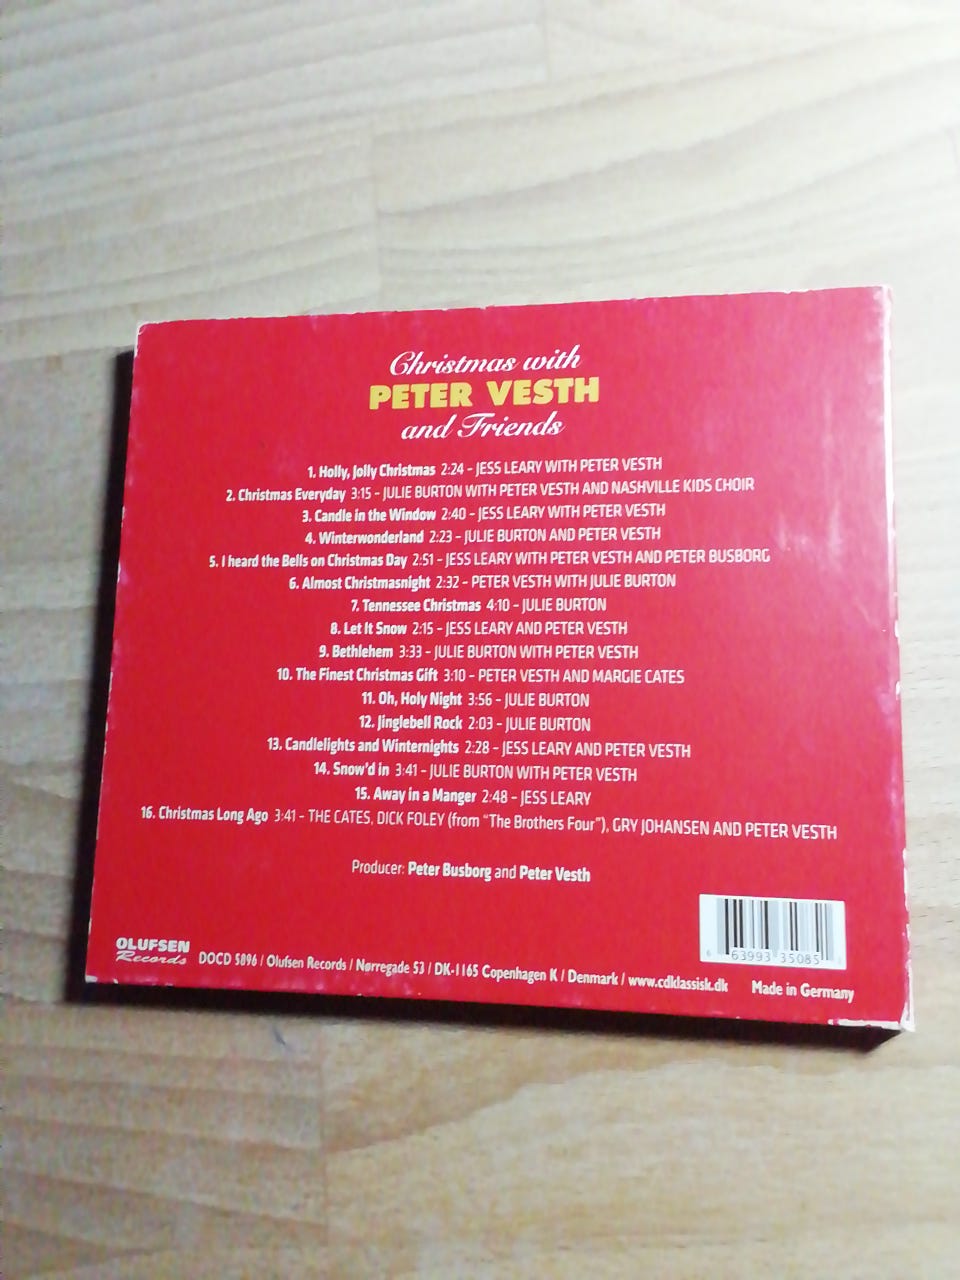 Christmas with
PETER VESTH
and Friends
1. Holly, Jolly Christmas 2:24 - JESS LEARY WITH PETER VESTH
2. Christmas Everyday 3:15 - JULIE BURTON WITH PETER VESTH AND NASHVILLE KIDS CHOIR
3. Candle in the Window 2:40 - JESS LEARY WITH PETER VESTH
4. Winterwonderland 2:23 - JULIE BURTON AND PETER VESTH
5. I heard the Bells on Christmas Day 2:51 - JESS LEARY WITH PETER VESTH AND PETER BUSBORG
6. Almost Christmasnight 2:32 - PETER VESTH WITH JULIE BURTON
7. Tennessee Christmas 4:10 - JULIE BURTON
8. Let It Snow 2:15 - JESS LEARY AND PETER VESTH
9. Bethlehem 3:33 - JULIE BURTON WITH PETER VESTH
10. The Finest Christmas Gift 3:10 - PETER VESTH AND MARGIE CATES
11. Oh, Holy Night 3:56 - JULIE BURTON
12. Jinglebell Rock 2:03 - JULIE BURTON
13. Candlelights and Winternights 2:28 - JESS LEARY AND PETER VESTH
14. Snow'd in 3:41 - JULIE BURTON WITH PETER VESTH
15. Away in a Manger 2:48 - JESS LEARY
16. Christmas Long Ago 3:41 - THE CATES, DICK FOLEY (from "The Brothers Four"), GRY JOHANSEN AND PETER VESTH
Producer: Peter Busborg and Peter Vesth
63993 35085
OLUFSEN
Records
DOCD 5896 / Olufsen Records / Nørregade 53 / DK-1165 Copenhagen K / Denmark / www.cdklassisk.dk Made in Germany